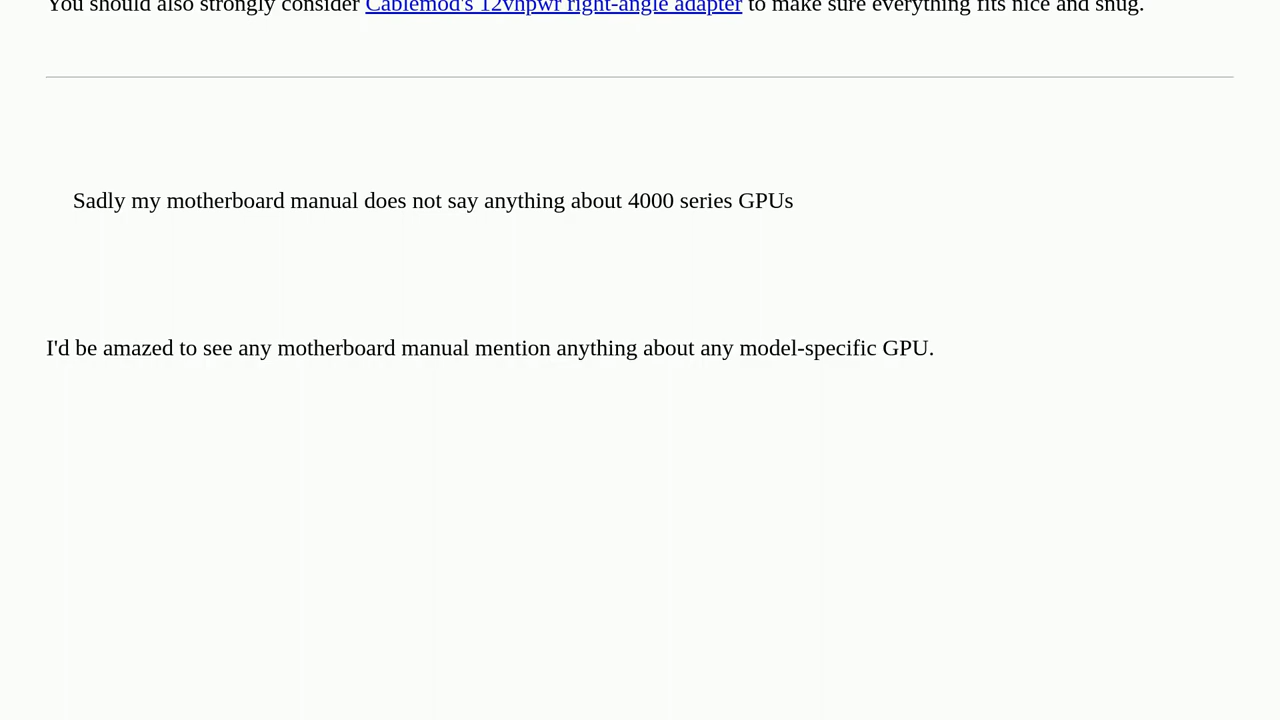 You should also strongly consider Cablemod's 12vhpwr right-angle adapter to make sure everything fits nice and snug.
Sadly my motherboard manual does not say anything about 4000 series GPUs
I'd be amazed to see any motherboard manual mention anything about any model-specific GPU.